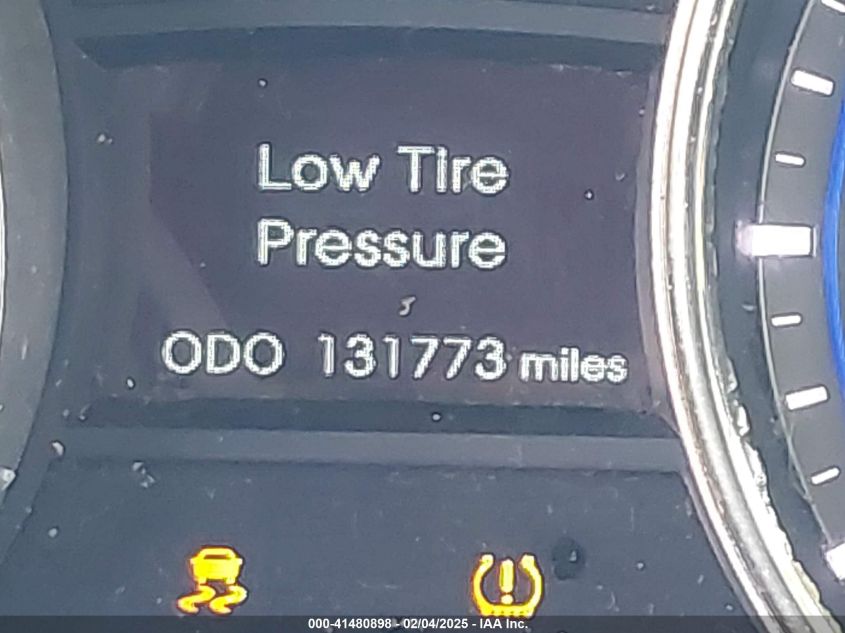 Low Tire
Pressure
ODO 131773 miles
000-41480898 - 02/04/2025 - IAA Inc.